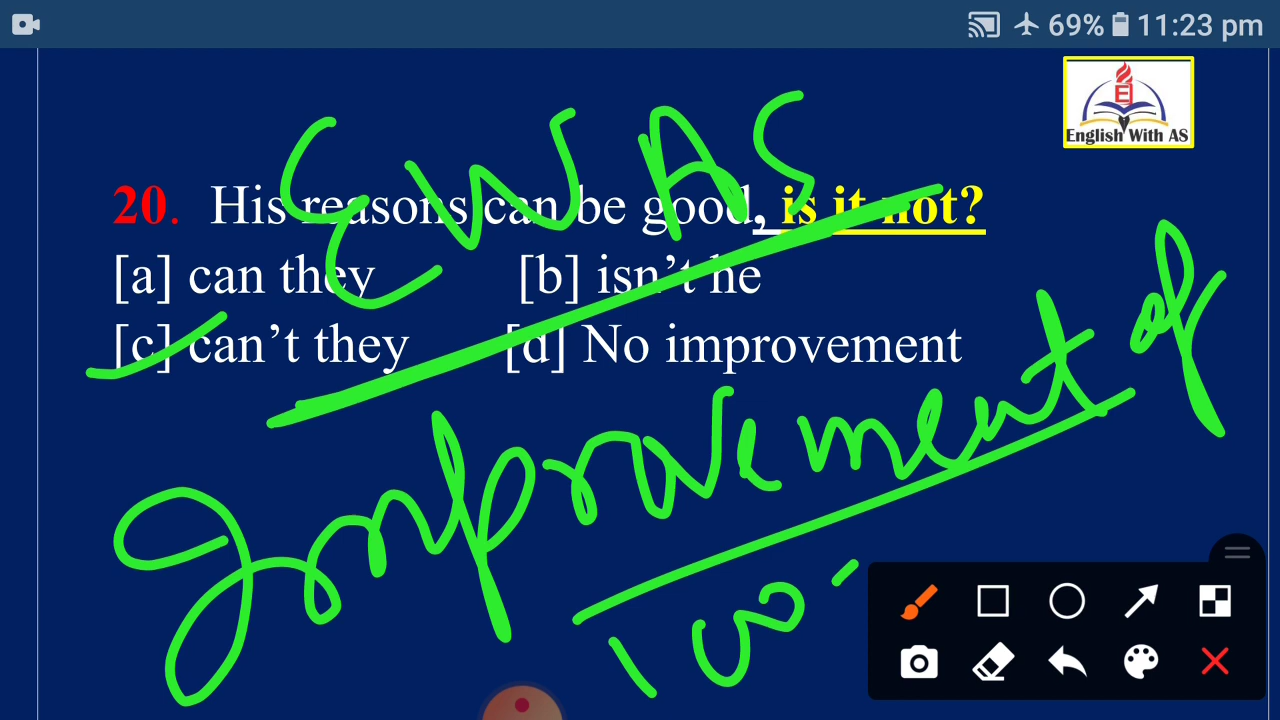 69% 11:23 pm
English With AS
EWAS
20. His reasons can be good, is it not?
[a] can they [b] isn't he
[c] can't they [d] No improvement
Improvement of